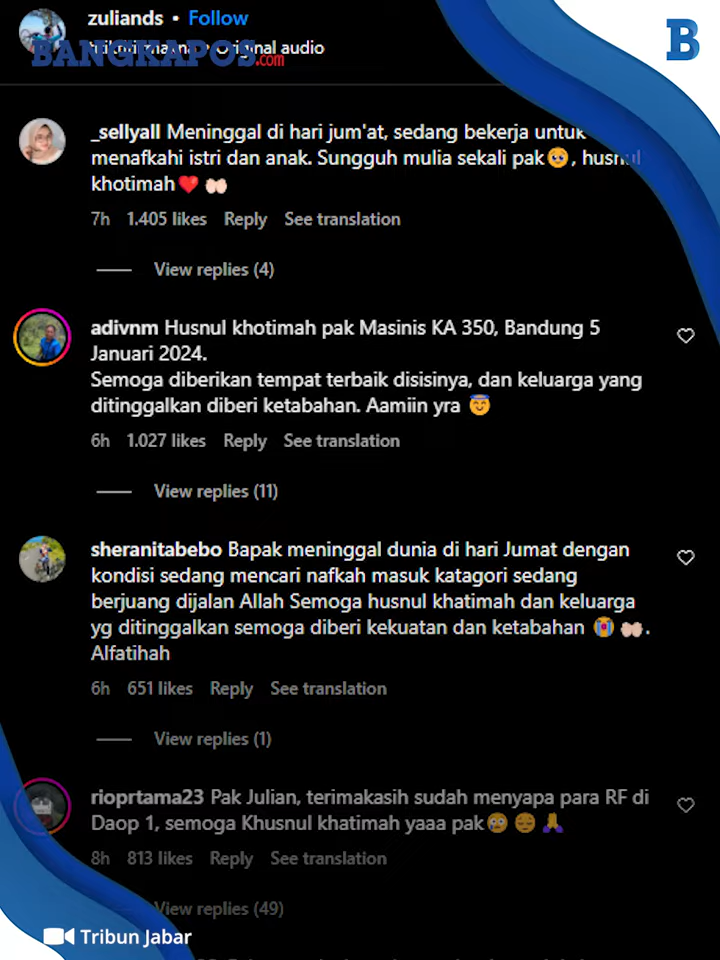 zuliands • Follow
Original audio
BANGKAPOS.com
B
_sellyall Meninggal di hari jum'at, sedang bekerja untuk
menafkahi istri dan anak. Sungguh mulia sekali pak🥹, husnul
khotimah❤️🤲🏻
7h 1.405 likes Reply See translation
View replies (4)
adivnm Husnul khotimah pak Masinis KA 350, Bandung 5
Januari 2024.
Semoga diberikan tempat terbaik disisinya, dan keluarga yang
ditinggalkan diberi ketabahan. Aamiin yra 😇
6h 1.027 likes Reply See translation
View replies (11)
sheranitabebo Bapak meninggal dunia di hari Jumat dengan
kondisi sedang mencari nafkah masuk katagori sedang
berjuang dijalan Allah Semoga husnul khatimah dan keluarga
yg ditinggalkan semoga diberi kekuatan dan ketabahan 😭🤲🏻.
Alfatihah
6h 651 likes Reply See translation
View replies (1)
rioprtama23 Pak Julian, terimakasih sudah menyapa para RF di
Daop 1, semoga Khusnul khatimah yaaa pak😢😔🙏
8h 813 likes Reply See translation
View replies (49)
Tribun Jabar